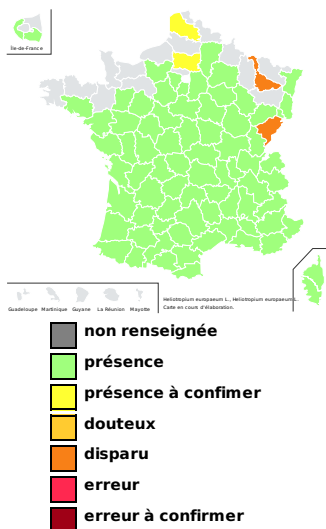 Île-de-France
Guadeloupe Martinique Guyane La Réunion Mayotte
Heliotropium europaeum L., Heliotropium europaeum L.
Carte en cours d'élaboration.
non renseignée
présence
présence à confimer
douteux
disparu
erreur
erreur à confirmer